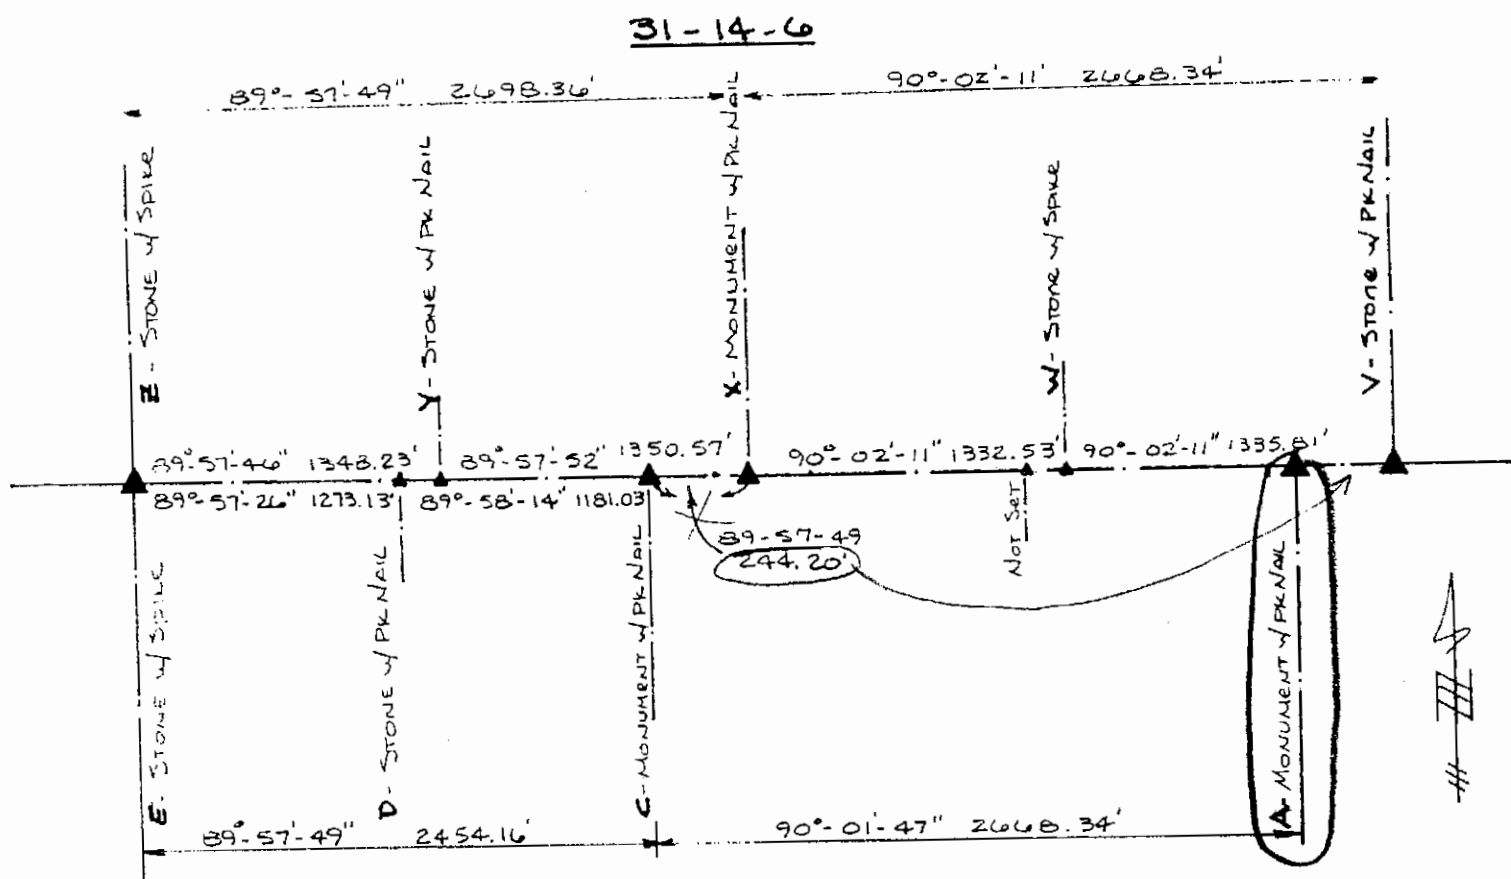 31-14-6
89°-57'-49" 2698.36'
90°-02'-11' 2668.34'
Z - STONE w/ SPIKE
Y - STONE w/ PK NAIL
X - MONUMENT w/ PK NAIL
W - STONE w/ SPIKE
V - STONE w/ PK NAIL
89°-57'-46" 1348.23'
89°-57'-52" 1350.57'
90°-02'-11" 1332.53'
90°-02'-11" 1335.81'
89°-57'-26" 1273.13'
89°-58'-14" 1181.03'
89-57-49
244.20'
NOT SET
E - STONE w/ SPIKE
D - STONE w/ PK NAIL
C - MONUMENT w/ PK NAIL
A - MONUMENT w/ PK NAIL
89°-57'-49" 2454.16'
90°-01'-47" 2668.34'